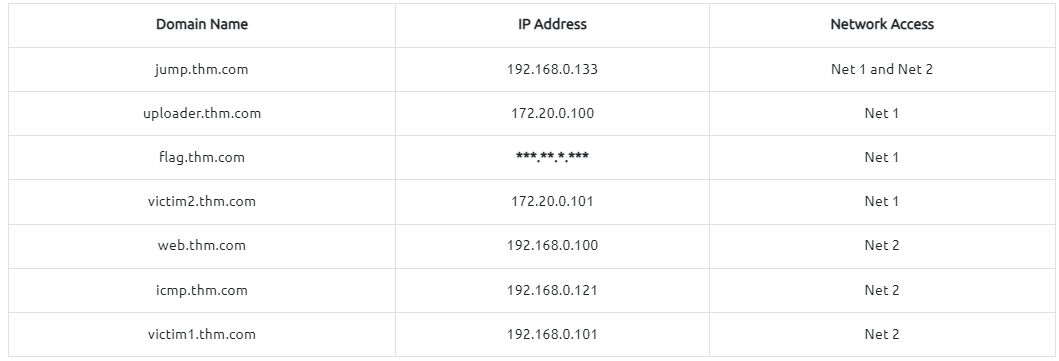 Domain Name IP Address Network Access
jump.thm.com 192.168.0.133 Net 1 and Net 2
uploader.thm.com 172.20.0.100 Net 1
flag.thm.com ***.**.*.*** Net 1
victim2.thm.com 172.20.0.101 Net 1
web.thm.com 192.168.0.100 Net 2
icmp.thm.com 192.168.0.121 Net 2
victim1.thm.com 192.168.0.101 Net 2